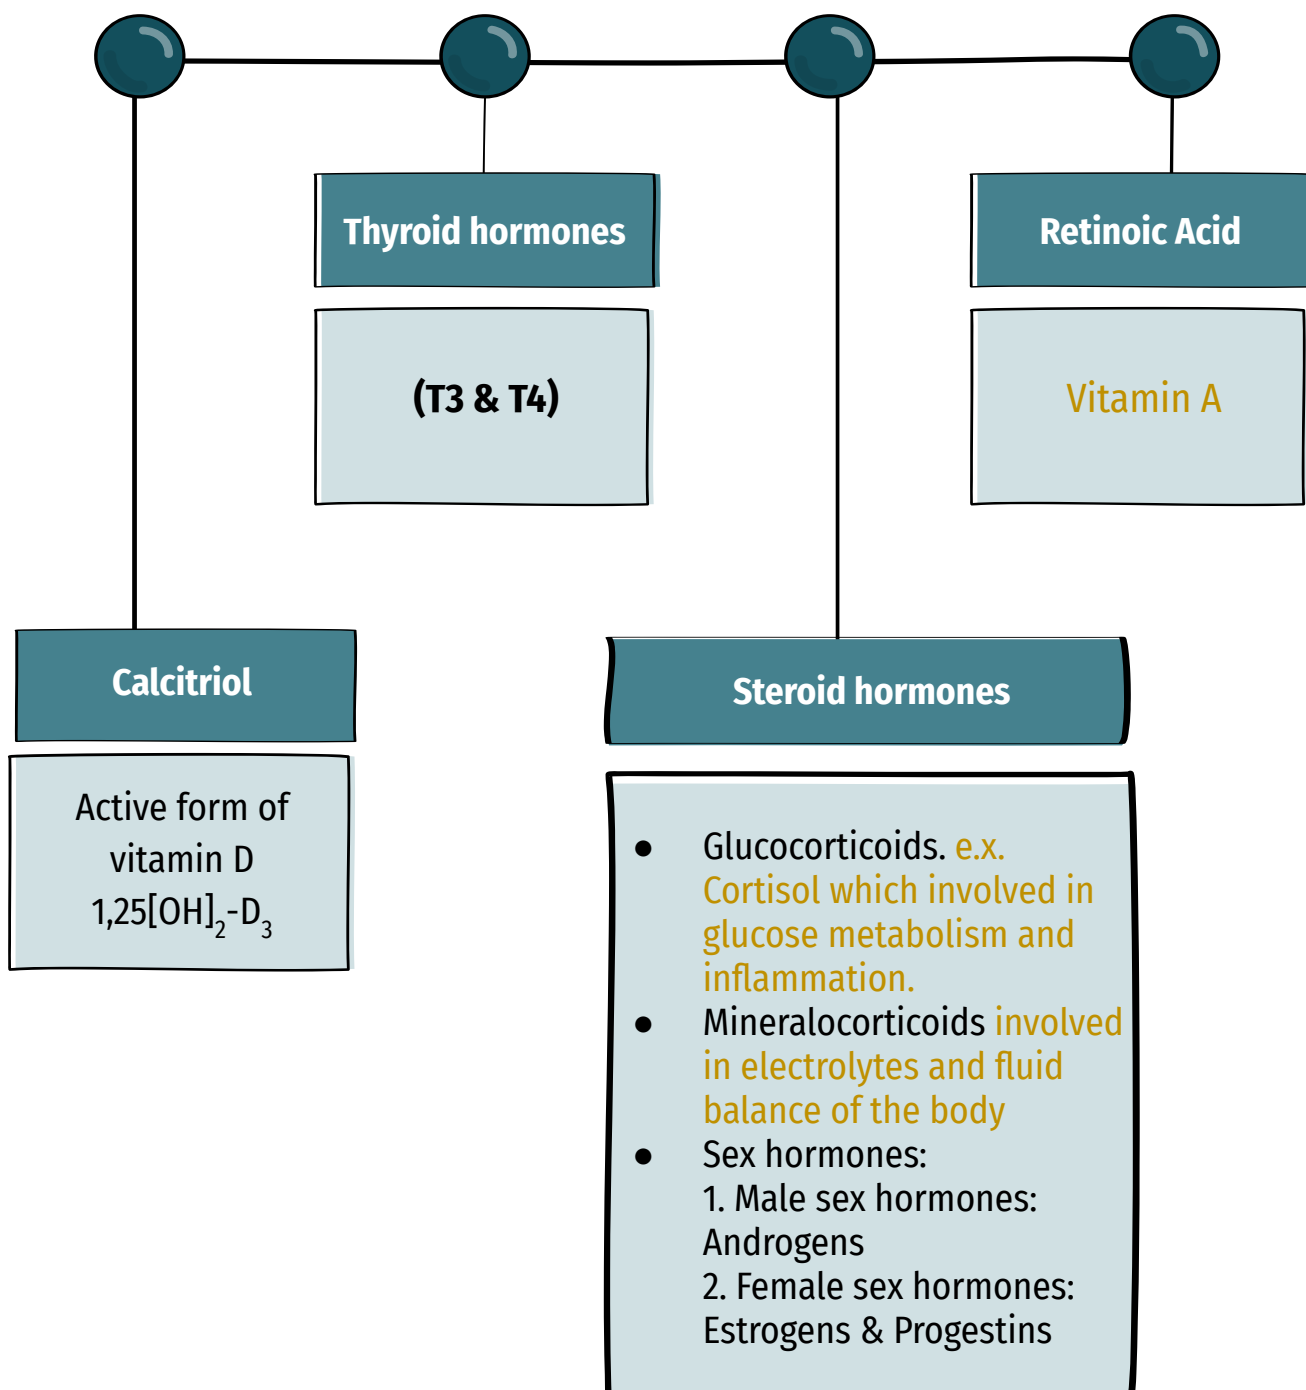 Thyroid hormones
(T3 & T4)
Retinoic Acid
Vitamin A
Calcitriol
Active form of
vitamin D
1,25[OH]₂-D₃
Steroid hormones
● Glucocorticoids. e.x.
Cortisol which involved in
glucose metabolism and
inflammation.
● Mineralocorticoids involved
in electrolytes and fluid
balance of the body
● Sex hormones:
1. Male sex hormones:
Androgens
2. Female sex hormones:
Estrogens & Progestins